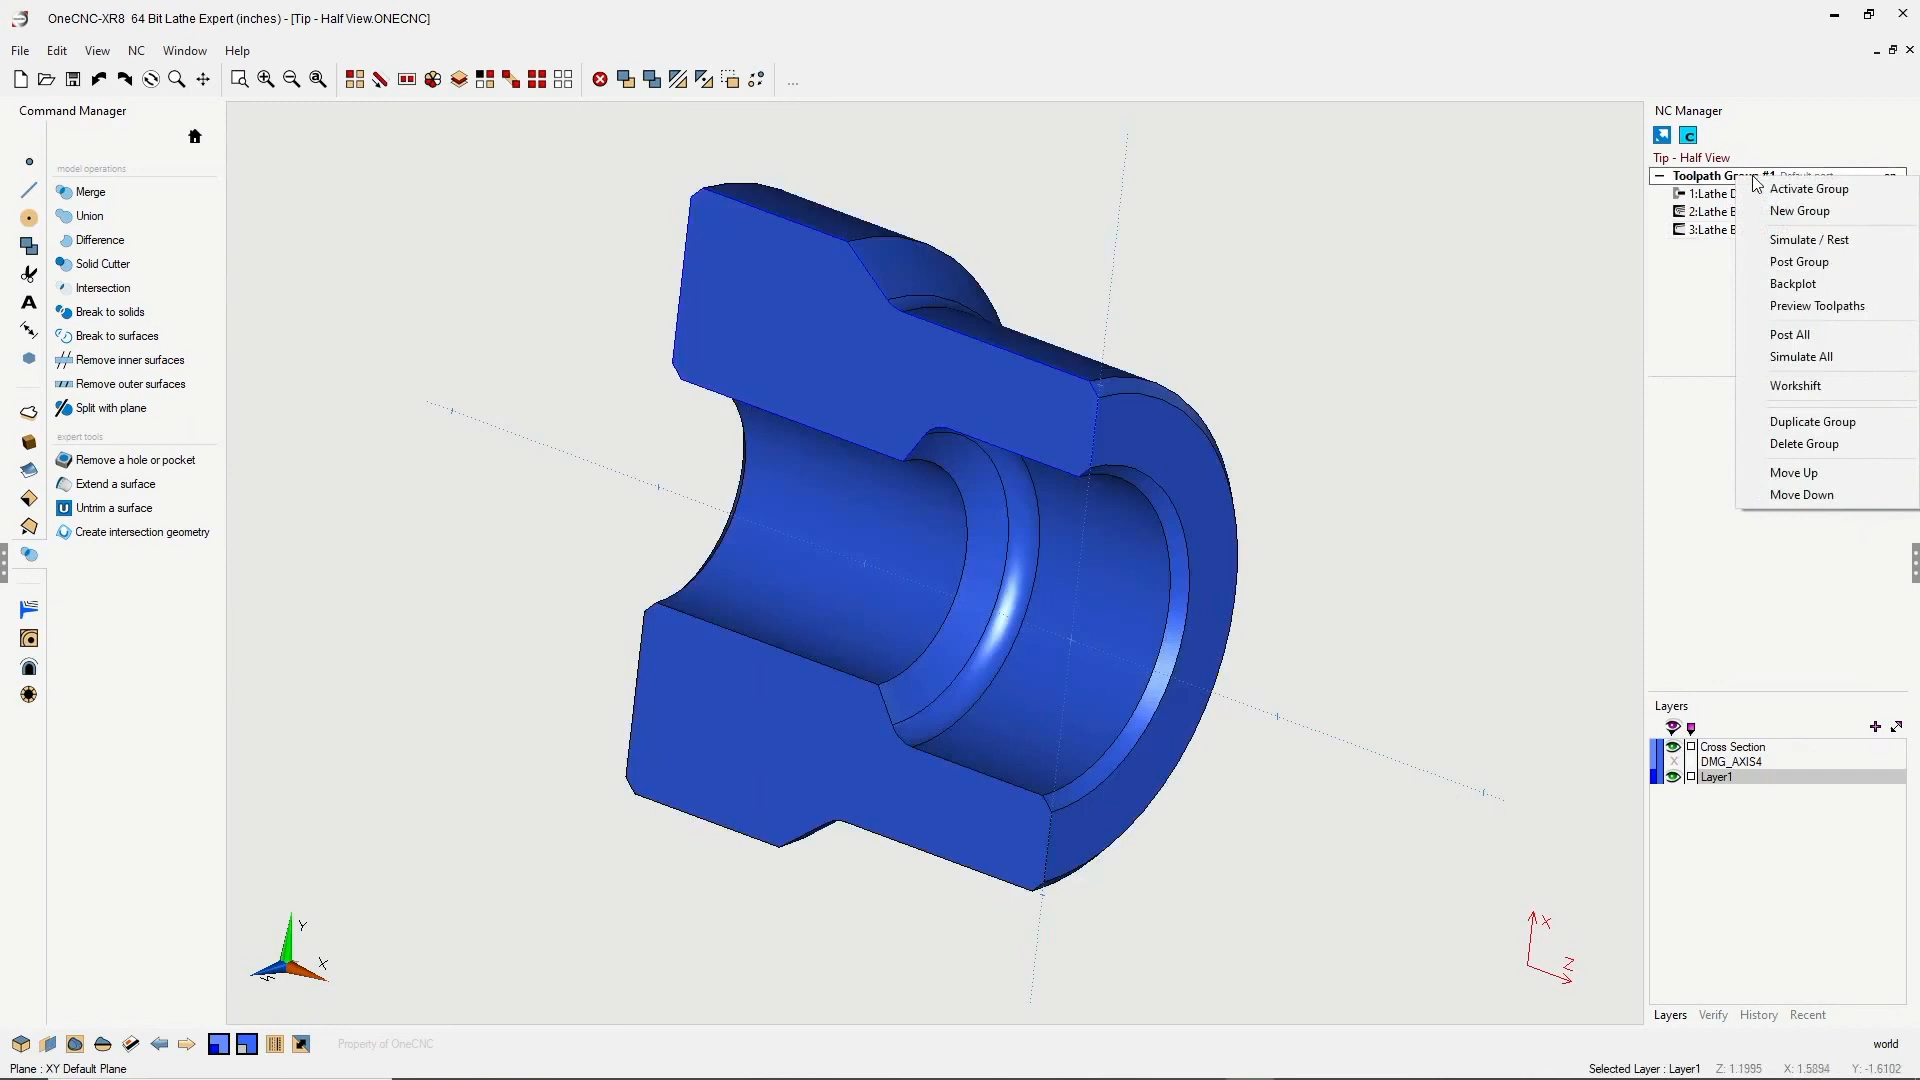 OneCNC-XR8 64 Bit Lathe Expert (inches) - [Tip - Half View.ONECNC]
File Edit View NC Window Help
...
Command Manager
model operations
Merge
Union
Difference
Solid Cutter
Intersection
Break to solids
Break to surfaces
Remove inner surfaces
Remove outer surfaces
Split with plane
expert tools
Remove a hole or pocket
Extend a surface
Untrim a surface
Create intersection geometry
Y
X
X
Z
NC Manager
Tip - Half View
Toolpath
1:Lathe
2:Lathe
3:Lathe
Activate Group
New Group
Simulate / Rest
Post Group
Backplot
Preview Toolpaths
Post All
Simulate All
Workshift
Duplicate Group
Delete Group
Move Up
Move Down
Layers
Cross Section
DMG_AXIS4
Layer1
Layers Verify History Recent
Property of OneCNC
world
Plane : XY Default Plane
Selected Layer : Layer1 Z: 1.1995 X: 1.5894 Y: -1.6102